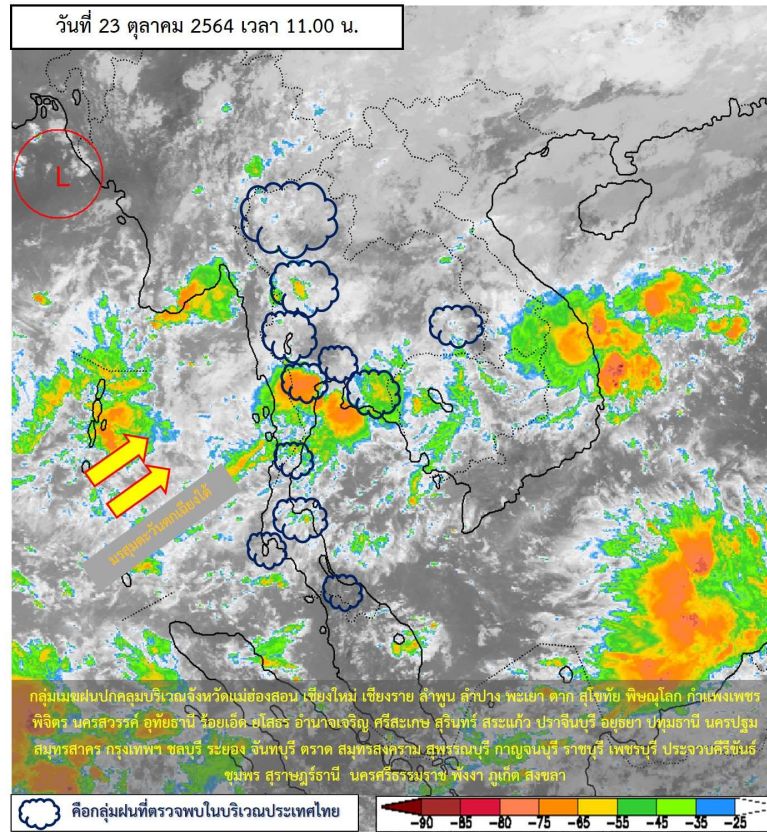 วันที่ 23 ตุลาคม 2564 เวลา 11.00 น.
L
มรสุมตะวันตกเฉียงใต้
กลุ่มเมฆฝนปกคลุมบริเวณจังหวัดแม่ฮ่องสอน เชียงใหม่ เชียงราย ลำพูน ลำปาง พะเยา ตาก สุโขทัย พิษณุโลก กำแพงเพชร
พิจิตร นครสวรรค์ อุทัยธานี ร้อยเอ็ด ยโสธร อำนาจเจริญ ศรีสะเกษ สุรินทร์ สระแก้ว ปราจีนบุรี อยุธยา ปทุมธานี นครปฐม
สมุทรสาคร กรุงเทพฯ ชลบุรี ระยอง จันทบุรี ตราด สมุทรสงคราม สุพรรณบุรี กาญจนบุรี ราชบุรี เพชรบุรี ประจวบคีรีขันธ์
ชุมพร สุราษฎร์ธานี นครศรีธรรมราช พังงา ภูเก็ต สงขลา
คือกลุ่มฝนที่ตรวจพบในบริเวณประเทศไทย
-90 -85 -80 -75 -65 -55 -45 -35 -25